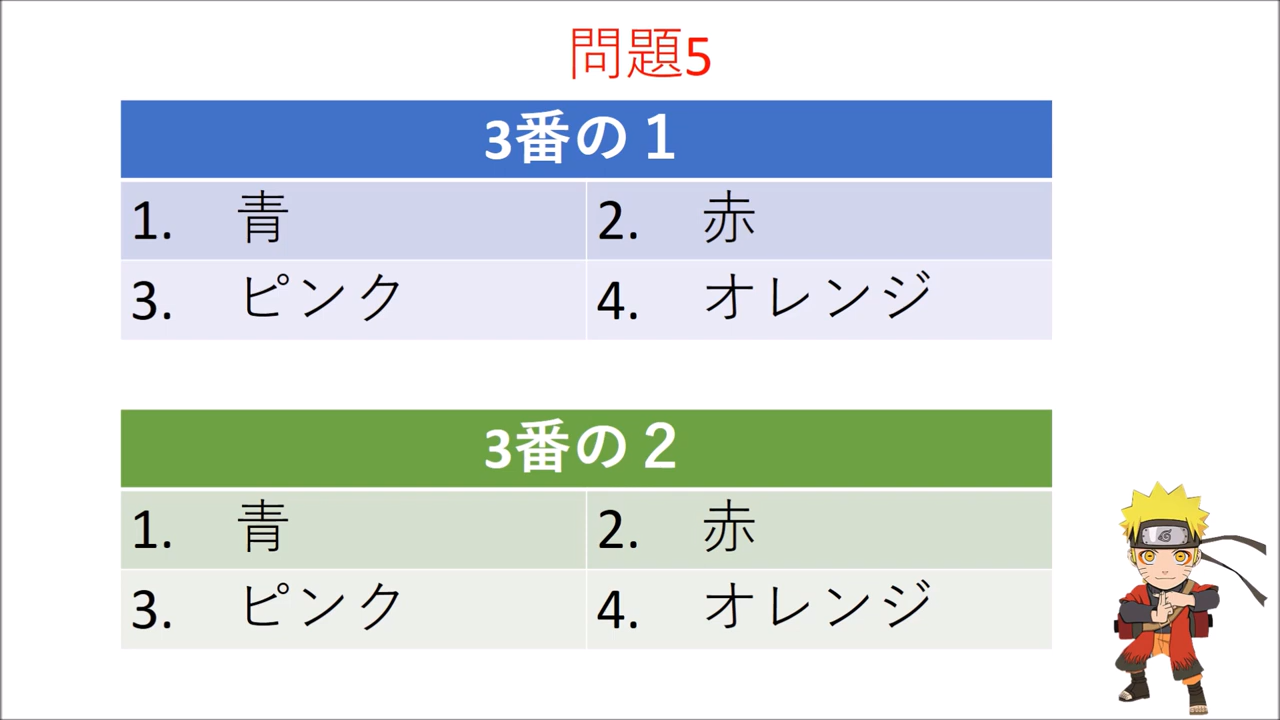 問題5
3番の１
1. 青 2. 赤
3. ピンク 4. オレンジ
3番の２
1. 青 2. 赤
3. ピンク 4. オレンジ